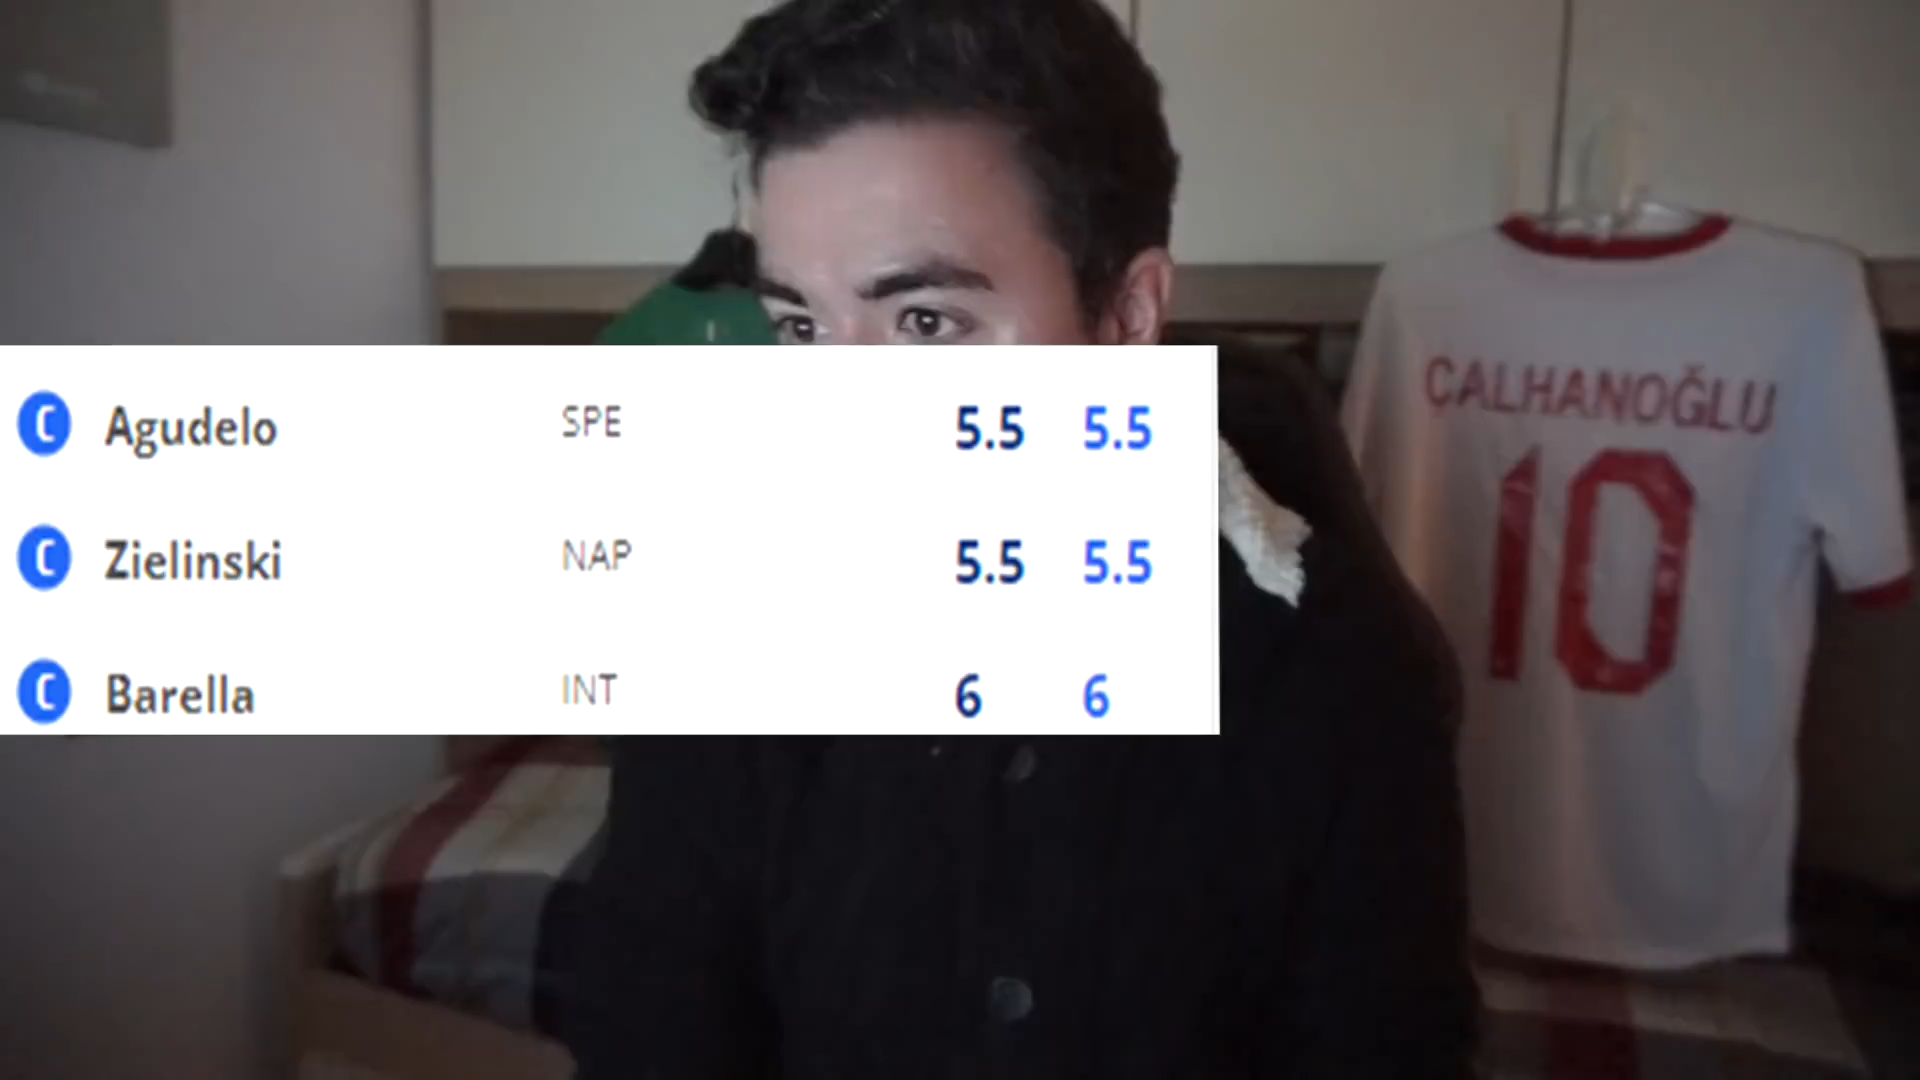 C Agudelo SPE 5.5 5.5
C Zielinski NAP 5.5 5.5
C Barella INT 6 6
ÇALHANOĞLU
10